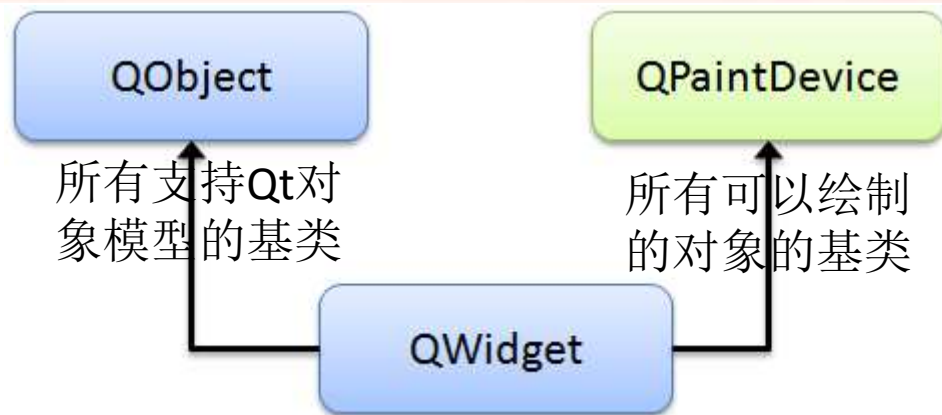 QObject
QPaintDevice
所有支持Qt对
象模型的基类
所有可以绘制
的对象的基类
QWidget